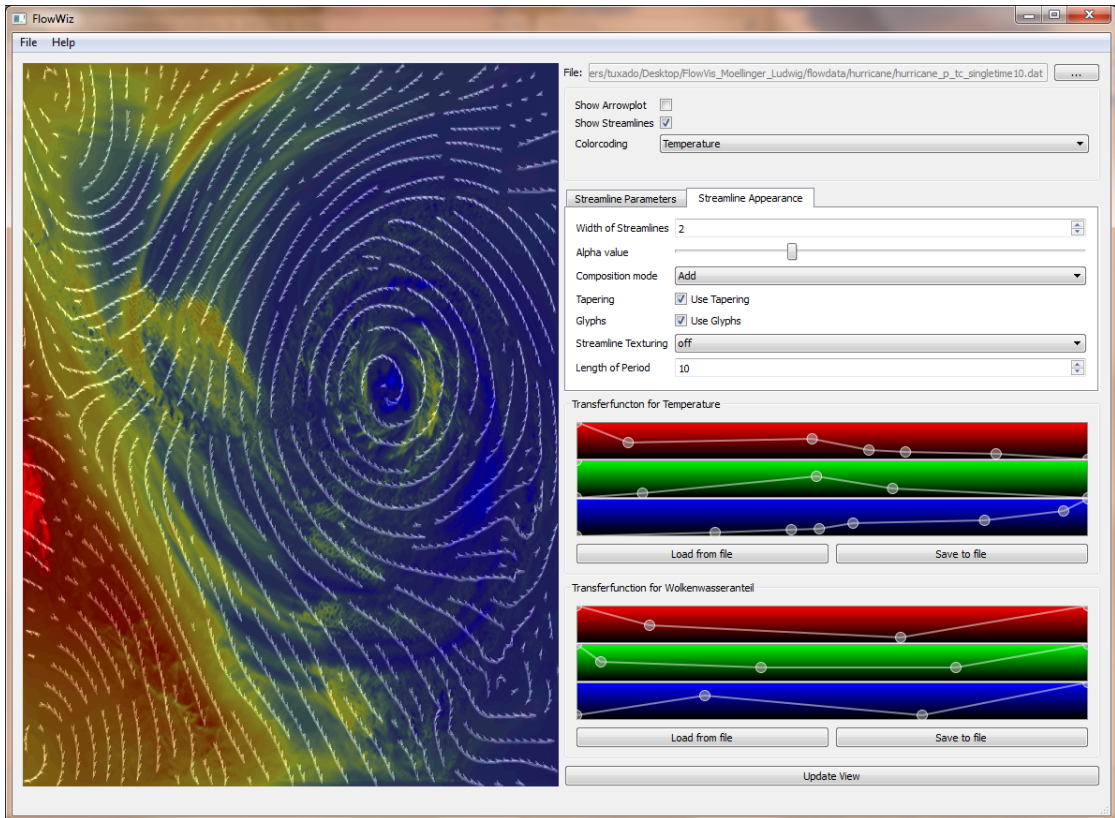 FlowWiz
File Help
File: ers/tuxado/Desktop/FlowVis_Moellinger_Ludwig/flowdata/hurricane/hurricane_p_tc_singletime10.dat ...
Show Arrowplot
Show Streamlines
Colorcoding Temperature
Streamline Parameters Streamline Appearance
Width of Streamlines 2
Alpha value
Composition mode Add
Tapering Use Tapering
Glyphs Use Glyphs
Streamline Texturing off
Length of Period 10
Transferfuncton for Temperature
Load from file Save to file
Transferfunction for Wolkenwasseranteil
Load from file Save to file
Update View